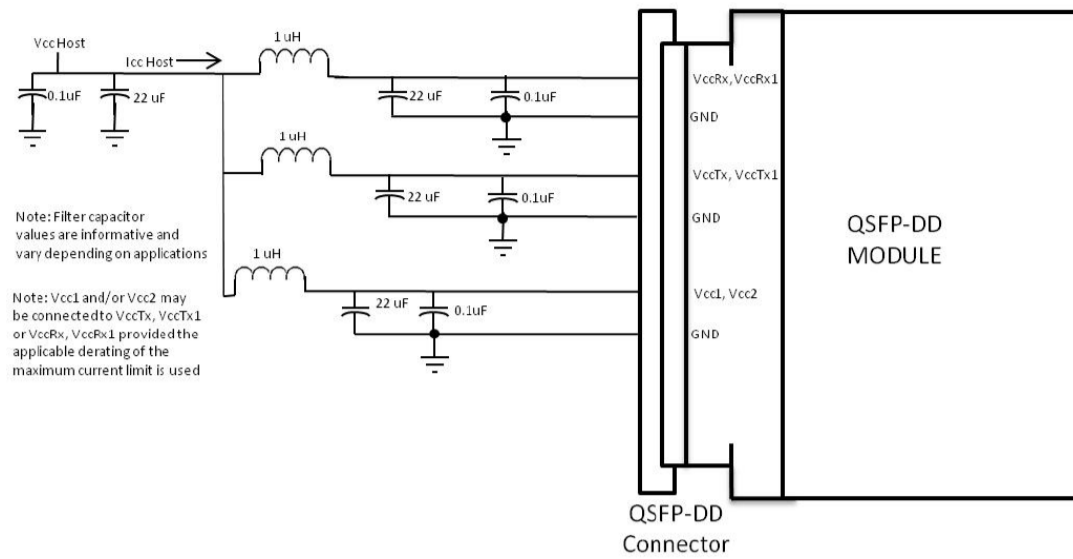 1 uH
Vcc Host
Icc Host
VccRx, VccRx1
0.1uF
22 uF
22 uF
0.1uF
GND
1 uH
VccTx, VccTx1
22 uF
0.1uF
Note: Filter capacitor
values are informative and
vary depending on applications
GND
QSFP-DD
MODULE
1 uH
Note: Vcc1 and/or Vcc2 may
be connected to VccTx, VccTx1
or VccRx, VccRx1 provided the
applicable derating of the
maximum current limit is used
22 uF
0.1uF
Vcc1, Vcc2
GND
QSFP-DD
Connector